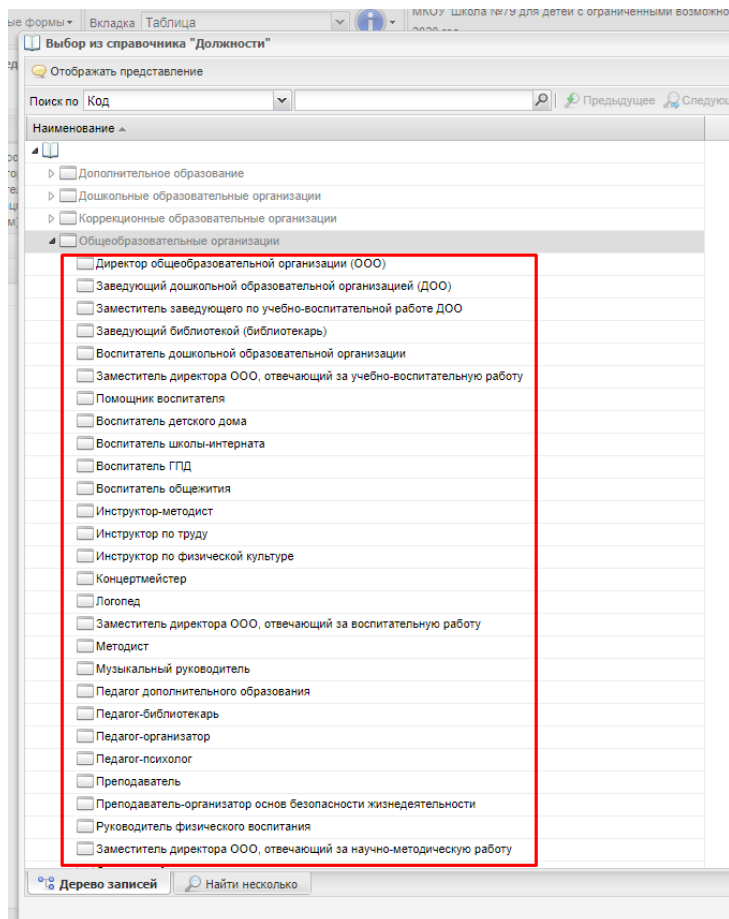 ые формы Вкладка Таблица
МКОУ Школа №79 для детей с ограниченными возможно
2020 год
Выбор из справочника "Должности"
Отображать представление
Поиск по Код Предыдущее Следующ
Наименование
Дополнительное образование
Дошкольные образовательные организации
Коррекционные образовательные организации
Общеобразовательные организации
Директор общеобразовательной организации (ООО)
Заведующий дошкольной образовательной организацией (ДОО)
Заместитель заведующего по учебно-воспитательной работе ДОО
Заведующий библиотекой (библиотекарь)
Воспитатель дошкольной образовательной организации
Заместитель директора ООО, отвечающий за учебно-воспитательную работу
Помощник воспитателя
Воспитатель детского дома
Воспитатель школы-интерната
Воспитатель ГПД
Воспитатель общежития
Инструктор-методист
Инструктор по труду
Инструктор по физической культуре
Концертмейстер
Логопед
Заместитель директора ООО, отвечающий за воспитательную работу
Методист
Музыкальный руководитель
Педагог дополнительного образования
Педагог-библиотекарь
Педагог-организатор
Педагог-психолог
Преподаватель
Преподаватель-организатор основ безопасности жизнедеятельности
Руководитель физического воспитания
Заместитель директора ООО, отвечающий за научно-методическую работу
Дерево записей Найти несколько